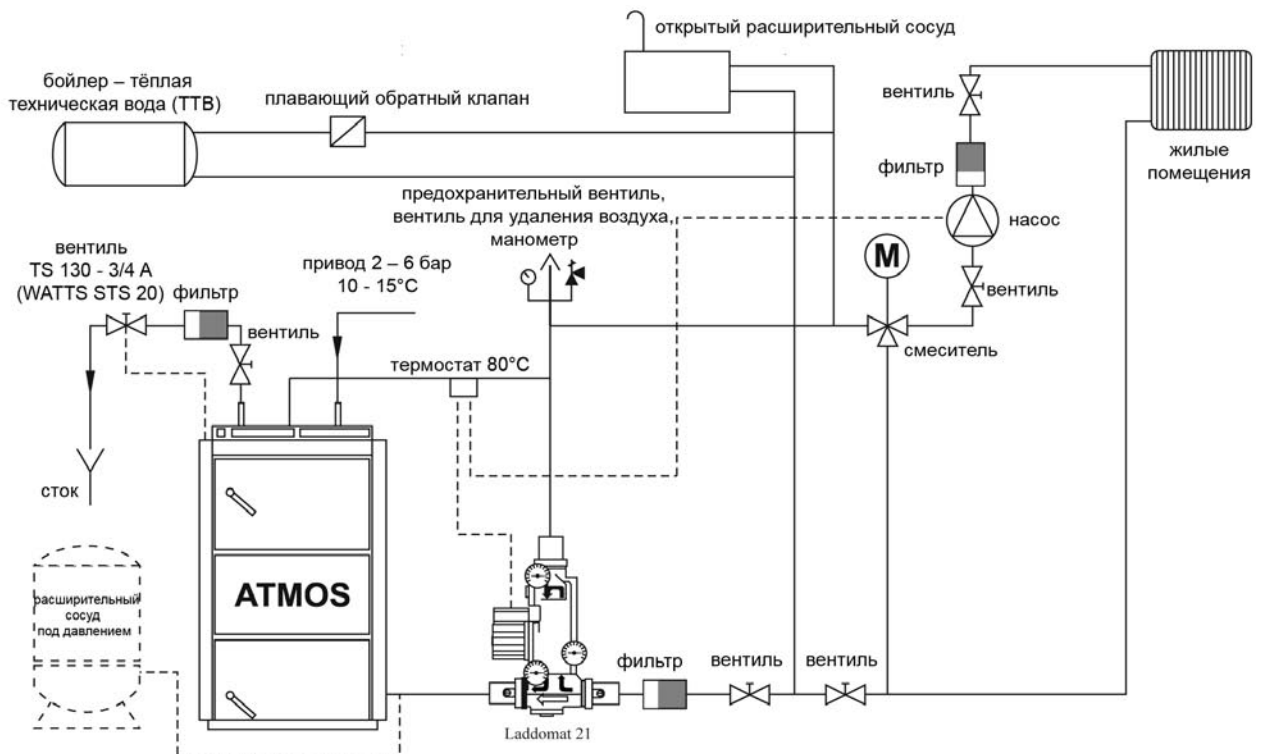 открытый расширительный сосуд
бойлер – тёплая
техническая вода (ТТВ)
плавающий обратный клапан
вентиль
фильтр
жилые
помещения
предохранительный вентиль,
вентиль для удаления воздуха,
манометр
насос
вентиль
TS 130 - 3/4 A
(WATTS STS 20)
фильтр
привод 2 – 6 бар
10 - 15°C
M
вентиль
вентиль
смеситель
термостат 80°C
сток
ATMOS
расширительный
сосуд
под давлением
фильтр
вентиль
вентиль
Laddomat 21